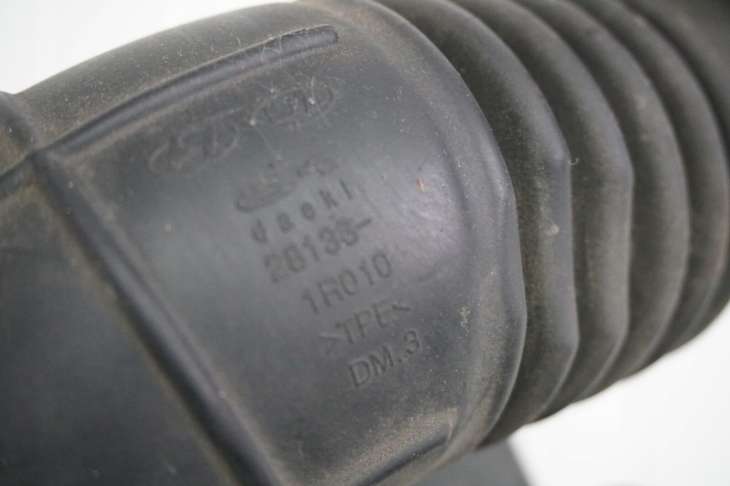 daeki
28138-
1R010
>TPE<
DM.3